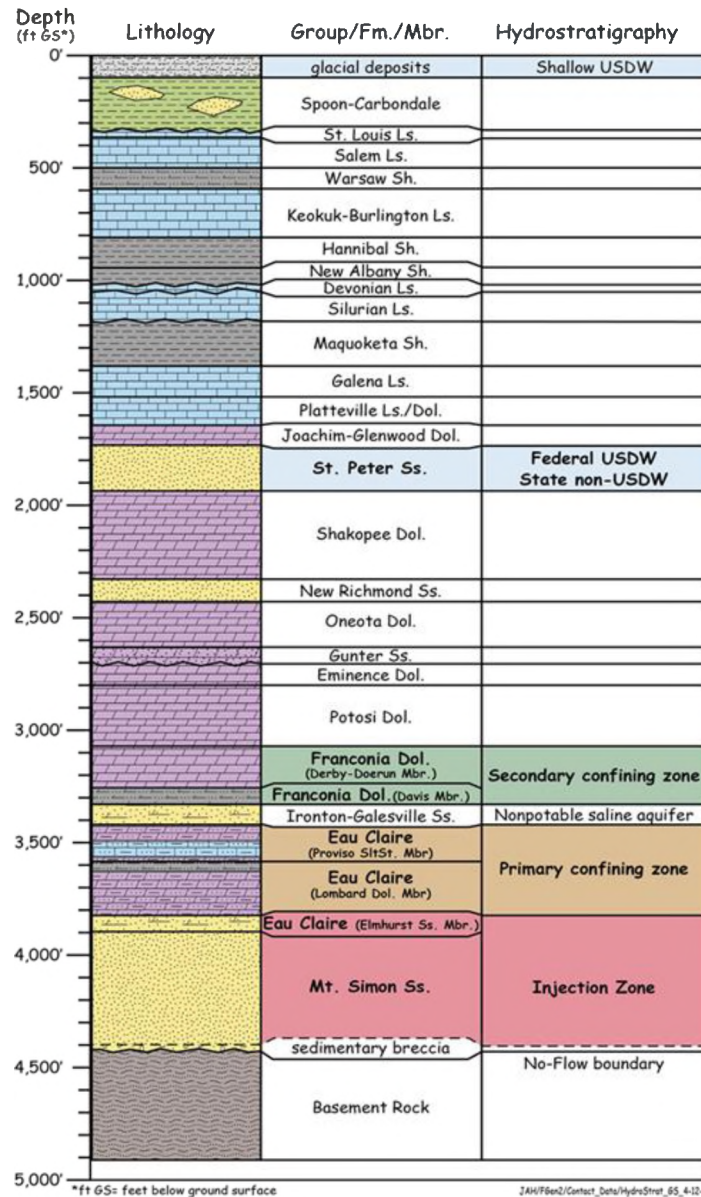 Depth
(ft GS*)
Lithology
Group/Fm./Mbr.
Hydrostratigraphy
0'
glacial deposits
Shallow USDW
Spoon-Carbondale
St. Louis Ls.
Salem Ls.
500'
Warsaw Sh.
Keokuk-Burlington Ls.
Hannibal Sh.
New Albany Sh.
1,000'
Devonian Ls.
Silurian Ls.
Maquoketa Sh.
Galena Ls.
1,500'
Platteville Ls./Dol.
Joachim-Glenwood Dol.
St. Peter Ss.
Federal USDW
State non-USDW
2,000'
Shakopee Dol.
New Richmond Ss.
2,500'
Oneota Dol.
Gunter Ss.
Eminence Dol.
Potosi Dol.
3,000'
Franconia Dol.
(Derby-Doerun Mbr.)
Secondary confining zone
Franconia Dol.(Davis Mbr.)
Ironton-Galesville Ss.
Nonpotable saline aquifer
3,500'
Eau Claire
(Proviso SltSt. Mbr)
Eau Claire
(Lombard Dol. Mbr)
Primary confining zone
Eau Claire (Elmhurst Ss. Mbr.)
4,000'
Mt. Simon Ss.
Injection Zone
sedimentary breccia
4,500'
No-Flow boundary
Basement Rock
5,000'
*ft GS= feet below ground surface
JAH/FGen2/Contact_Data/HydroStrat_GS_4-12